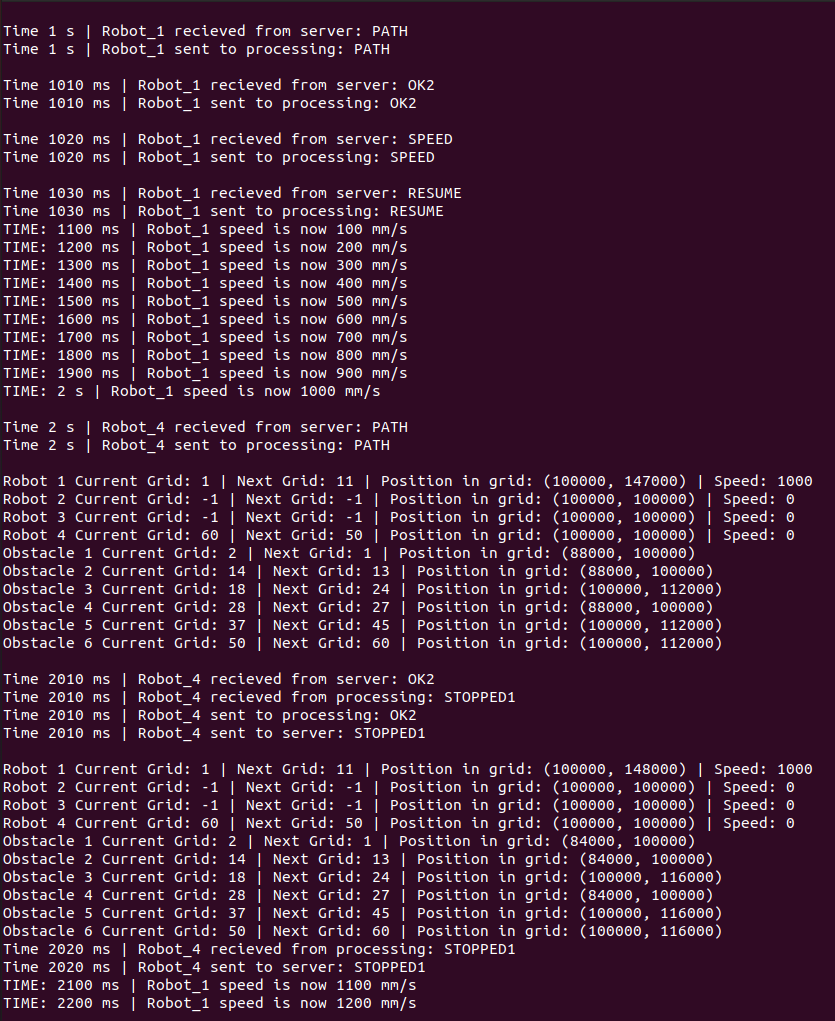 Time 1 s | Robot_1 recieved from server: PATH
Time 1 s | Robot_1 sent to processing: PATH
Time 1010 ms | Robot_1 recieved from server: OK2
Time 1010 ms | Robot_1 sent to processing: OK2
Time 1020 ms | Robot_1 recieved from server: SPEED
Time 1020 ms | Robot_1 sent to processing: SPEED
Time 1030 ms | Robot_1 recieved from server: RESUME
Time 1030 ms | Robot_1 sent to processing: RESUME
TIME: 1100 ms | Robot_1 speed is now 100 mm/s
TIME: 1200 ms | Robot_1 speed is now 200 mm/s
TIME: 1300 ms | Robot_1 speed is now 300 mm/s
TIME: 1400 ms | Robot_1 speed is now 400 mm/s
TIME: 1500 ms | Robot_1 speed is now 500 mm/s
TIME: 1600 ms | Robot_1 speed is now 600 mm/s
TIME: 1700 ms | Robot_1 speed is now 700 mm/s
TIME: 1800 ms | Robot_1 speed is now 800 mm/s
TIME: 1900 ms | Robot_1 speed is now 900 mm/s
TIME: 2 s | Robot_1 speed is now 1000 mm/s
Time 2 s | Robot_4 recieved from server: PATH
Time 2 s | Robot_4 sent to processing: PATH
Robot 1 Current Grid: 1 | Next Grid: 11 | Position in grid: (100000, 147000) | Speed: 1000
Robot 2 Current Grid: -1 | Next Grid: -1 | Position in grid: (100000, 100000) | Speed: 0
Robot 3 Current Grid: -1 | Next Grid: -1 | Position in grid: (100000, 100000) | Speed: 0
Robot 4 Current Grid: 60 | Next Grid: 50 | Position in grid: (100000, 100000) | Speed: 0
Obstacle 1 Current Grid: 2 | Next Grid: 1 | Position in grid: (88000, 100000)
Obstacle 2 Current Grid: 14 | Next Grid: 13 | Position in grid: (88000, 100000)
Obstacle 3 Current Grid: 18 | Next Grid: 24 | Position in grid: (100000, 112000)
Obstacle 4 Current Grid: 28 | Next Grid: 27 | Position in grid: (88000, 100000)
Obstacle 5 Current Grid: 37 | Next Grid: 45 | Position in grid: (100000, 112000)
Obstacle 6 Current Grid: 50 | Next Grid: 60 | Position in grid: (100000, 112000)
Time 2010 ms | Robot_4 recieved from server: OK2
Time 2010 ms | Robot_4 recieved from processing: STOPPED1
Time 2010 ms | Robot_4 sent to processing: OK2
Time 2010 ms | Robot_4 sent to server: STOPPED1
Robot 1 Current Grid: 1 | Next Grid: 11 | Position in grid: (100000, 148000) | Speed: 1000
Robot 2 Current Grid: -1 | Next Grid: -1 | Position in grid: (100000, 100000) | Speed: 0
Robot 3 Current Grid: -1 | Next Grid: -1 | Position in grid: (100000, 100000) | Speed: 0
Robot 4 Current Grid: 60 | Next Grid: 50 | Position in grid: (100000, 100000) | Speed: 0
Obstacle 1 Current Grid: 2 | Next Grid: 1 | Position in grid: (84000, 100000)
Obstacle 2 Current Grid: 14 | Next Grid: 13 | Position in grid: (84000, 100000)
Obstacle 3 Current Grid: 18 | Next Grid: 24 | Position in grid: (100000, 116000)
Obstacle 4 Current Grid: 28 | Next Grid: 27 | Position in grid: (84000, 100000)
Obstacle 5 Current Grid: 37 | Next Grid: 45 | Position in grid: (100000, 116000)
Obstacle 6 Current Grid: 50 | Next Grid: 60 | Position in grid: (100000, 116000)
Time 2020 ms | Robot_4 recieved from processing: STOPPED1
Time 2020 ms | Robot_4 sent to server: STOPPED1
TIME: 2100 ms | Robot_1 speed is now 1100 mm/s
TIME: 2200 ms | Robot_1 speed is now 1200 mm/s